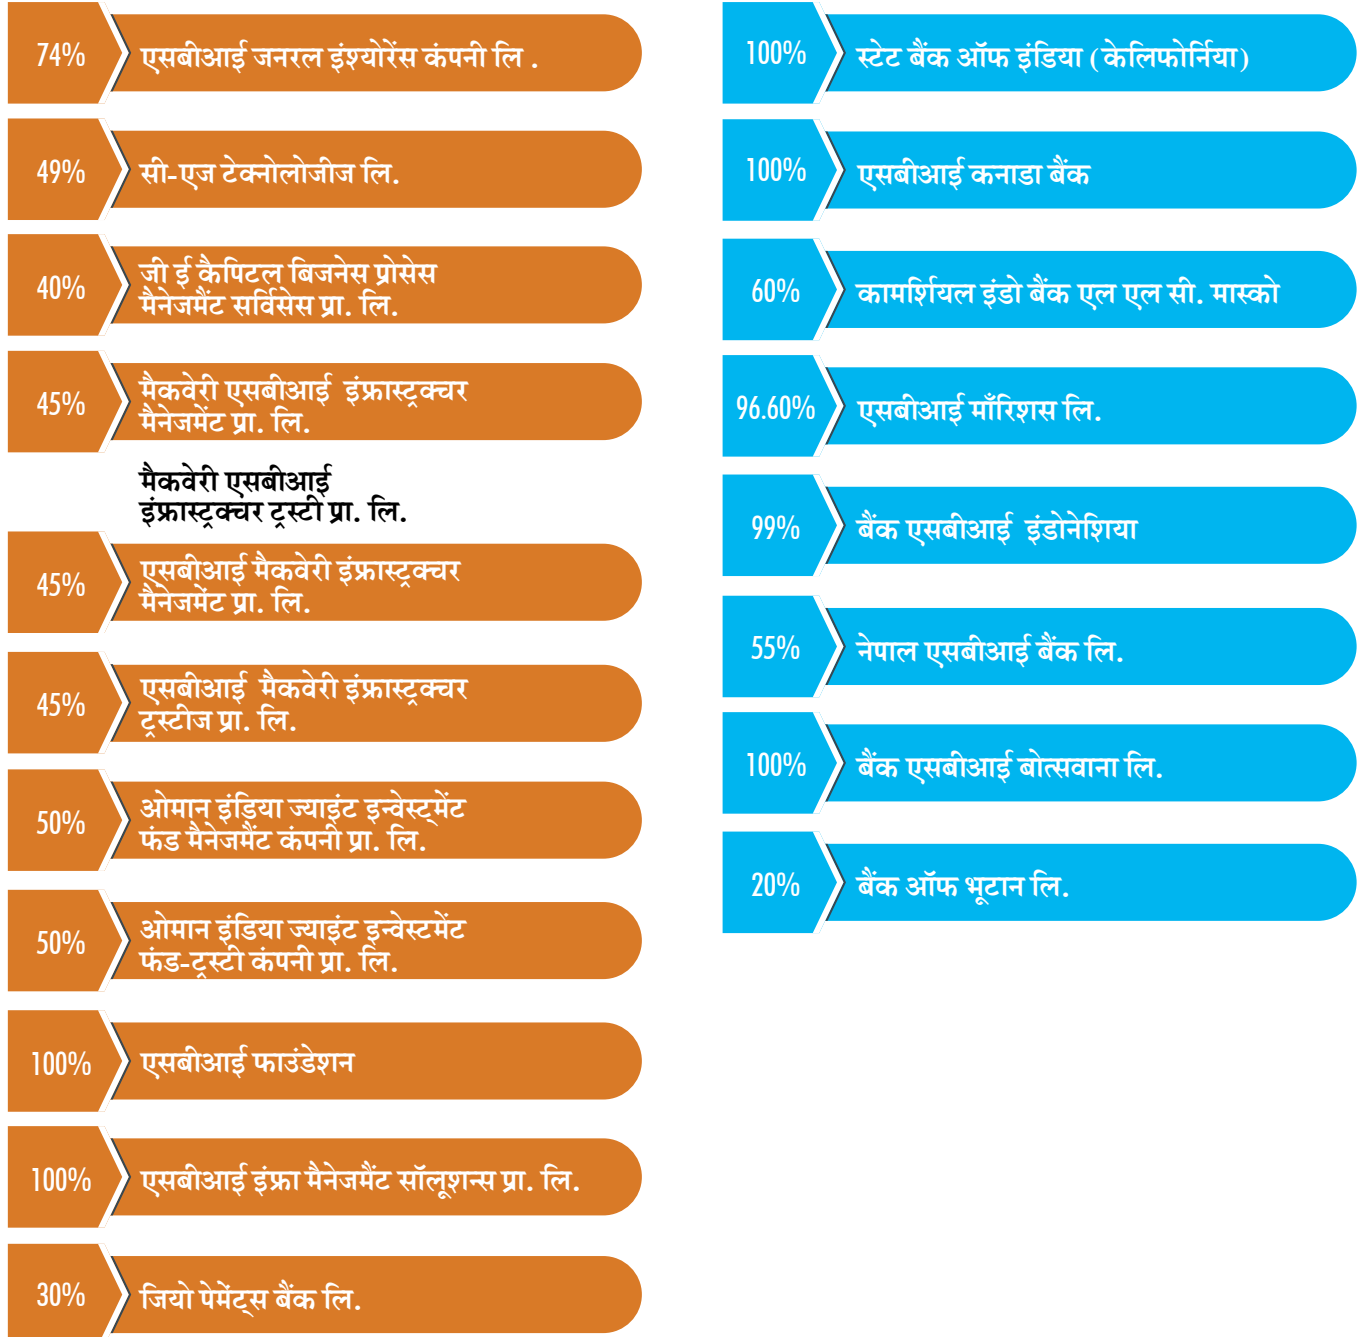 74%
एसबीआई जनरल इंश्योरेंस कंपनी लि .
49%
सी-एज टेक्नोलोजीज लि.
40%
जी ई कैपिटल बिजनेस प्रोसेस
मैनेजमैंट सर्विसेस प्रा. लि.
45%
मैकवेरी एसबीआई इंफ्रास्ट्रक्चर
मैनेजमेंट प्रा. लि.
मैकवेरी एसबीआई
इंफ्रास्ट्रक्चर ट्रस्टी प्रा. लि.
45%
एसबीआई मैकवेरी इंफ्रास्ट्रक्चर
मैनेजमेंट प्रा. लि.
45%
एसबीआई मैकवेरी इंफ्रास्ट्रक्चर
ट्रस्टीज प्रा. लि.
50%
ओमान इंडिया ज्याइंट इन्वेस्ट्मेंट
फंड मैनेजमैंट कंपनी प्रा. लि.
50%
ओमान इंडिया ज्याइंट इन्वेस्टमेंट
फंड-ट्रस्टी कंपनी प्रा. लि.
100%
एसबीआई फाउंडेशन
100%
एसबीआई इंफ्रा मैनेजमैंट सॉलूशन्स प्रा. लि.
30%
जियो पेमेंट्स बैंक लि.
100%
स्टेट बैंक ऑफ इंडिया (केलिफोर्निया)
100%
एसबीआई कनाडा बैंक
60%
कामर्शियल इंडो बैंक एल एल सी. मास्को
96.60%
एसबीआई मॉरिशस लि.
99%
बैंक एसबीआई इंडोनेशिया
55%
नेपाल एसबीआई बैंक लि.
100%
बैंक एसबीआई बोत्सवाना लि.
20%
बैंक ऑफ भूटान लि.